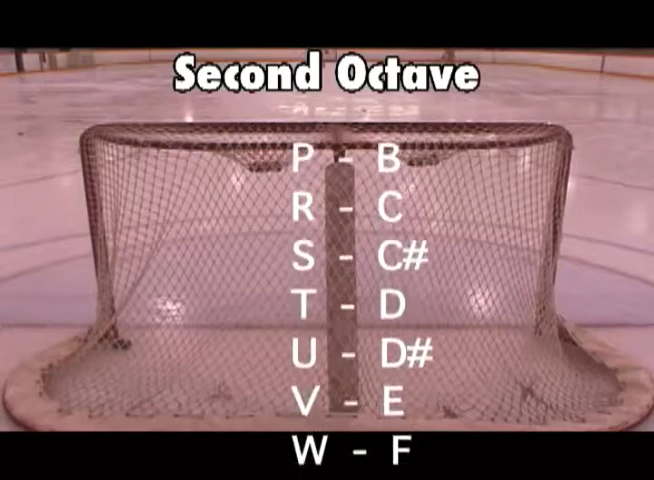 Second Octave
P - B
R - C
S - C#
T - D
U - D#
V - E
W - F